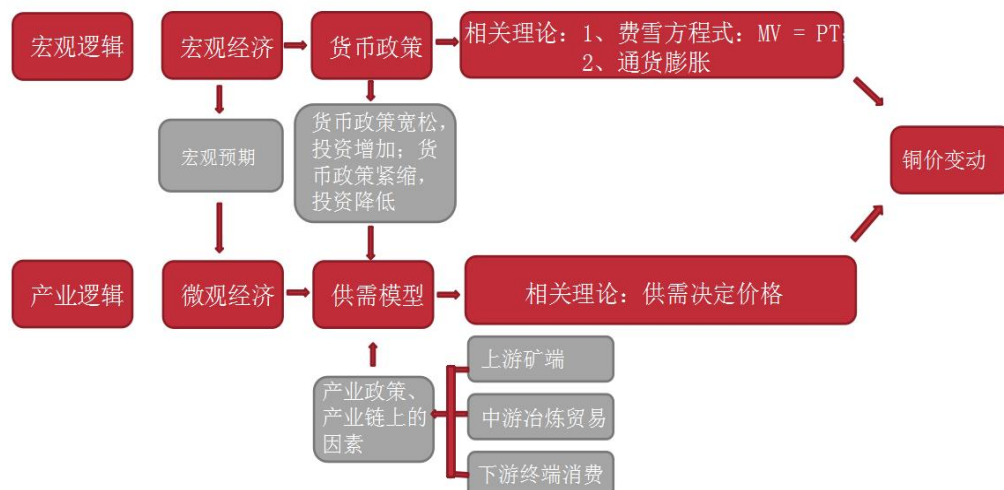 宏观逻辑
宏观经济
货币政策
相关理论：1、费雪方程式：MV = PT；
2、通货膨胀
宏观预期
货币政策宽松，
投资增加；货
币政策紧缩，
投资降低
铜价变动
产业逻辑
微观经济
供需模型
相关理论：供需决定价格
产业政策、
产业链上的
因素
上游矿端
中游冶炼贸易
下游终端消费